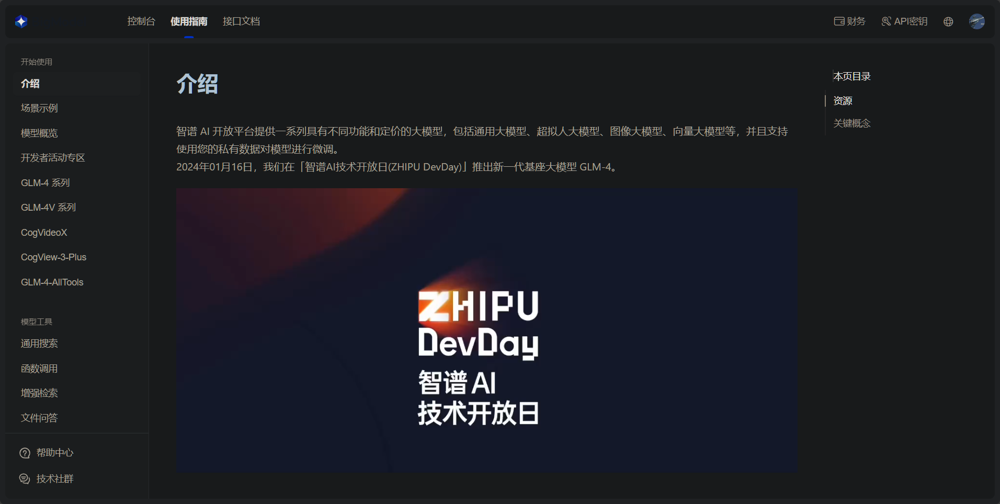 控制台
使用指南
接口文档
财务
API密钥
开始使用
介绍
场景示例
模型概览
开发者活动专区
GLM-4 系列
GLM-4V 系列
CogVideoX
CogView-3-Plus
GLM-4-AllTools
模型工具
通用搜索
函数调用
增强检索
文件问答
帮助中心
技术社群
介绍
智谱 AI 开放平台提供一系列具有不同功能和定价的大模型，包括通用大模型、超拟人大模型、图像大模型、向量大模型等，并且支持
使用您的私有数据对模型进行微调。
2024年01月16日，我们在「智谱AI技术开放日(ZHIPU DevDay)」推出新一代基座大模型 GLM-4。
ZHIPU
DevDay
智谱 AI
技术开放日
本页目录
资源
关键概念